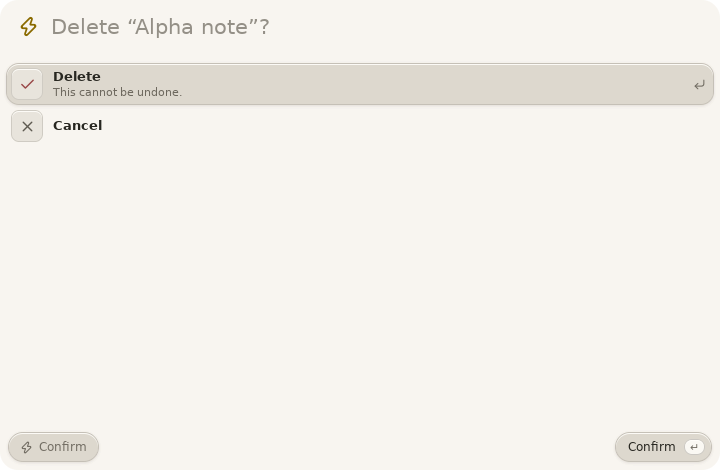 Delete “Alpha note”?
Delete
This cannot be undone.
Cancel
Confirm
Confirm